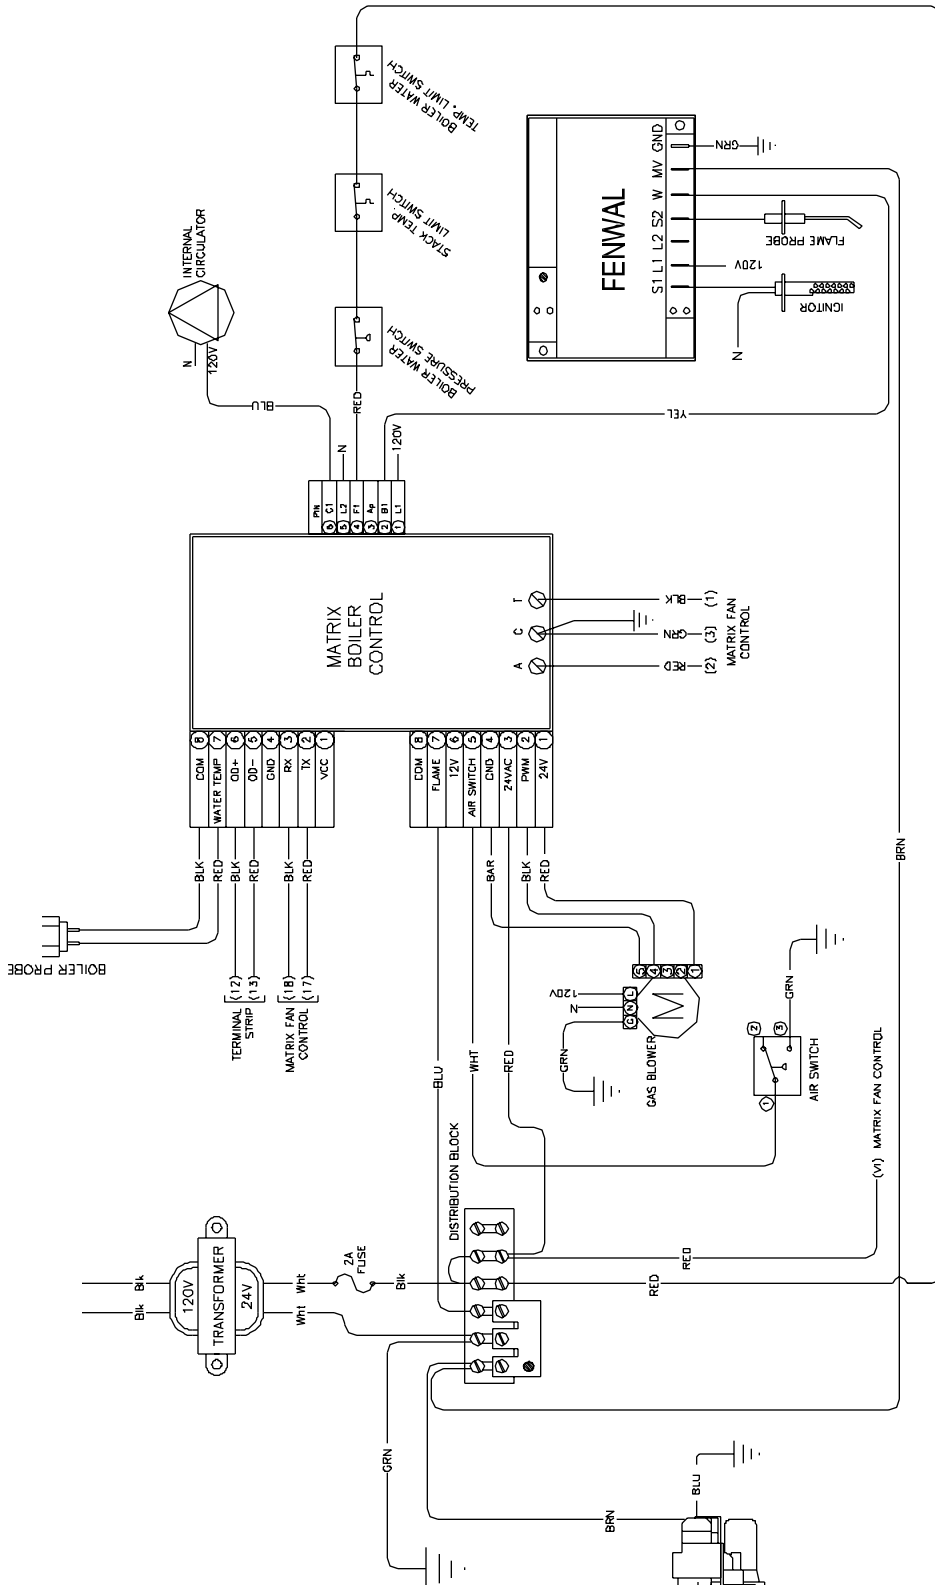 BOILER WATER
TEMP. LIMIT SWITCH
STACK TEMP.
LIMIT SWITCH
BOILER WATER
PRESSURE SWITCH
INTERNAL
CIRCULATOR
N
120V
BLU
RED
N
120V
YEL
FENWAL
S1 L1 L2 S2 W MV GND
GRN
FLAME PROBE
120V
IGNITOR
N
PIN
6 C1
5 L2
4 F1
3 Ap
2 B1
1 L1
MATRIX
BOILER
CONTROL
T
C
A
BLK (1)
GRN (3)
RED (2)
MATRIX FAN
CONTROL
8 COM
7 WATER TEMP
6 OD+
5 OD-
4 GND
3 RX
2 TX
1 VCC
8 COM
7 FLAME
6 12V
5 AIR SWITCH
4 GND
3 24VAC
2 PWM
1 24V
BLK
RED
BLK
RED
BLK
RED
BAR
BLK
RED
BRN
BOILER PROBE
TERMINAL (12)
STRIP (13)
MATRIX FAN (18)
CONTROL (17)
BLU
WHT
RED
5 4 3 2 1
120V
N
L
N
G
M
GRN
GAS BLOWER
GRN
2
3
1
AIR SWITCH
(V1) MATRIX FAN CONTROL
DISTRIBUTION BLOCK
RED
RED
Blk
Blk
120V
TRANSFORMER
24V
Wht
Wht
2A
FUSE
Blk
GRN
BRN
BLU